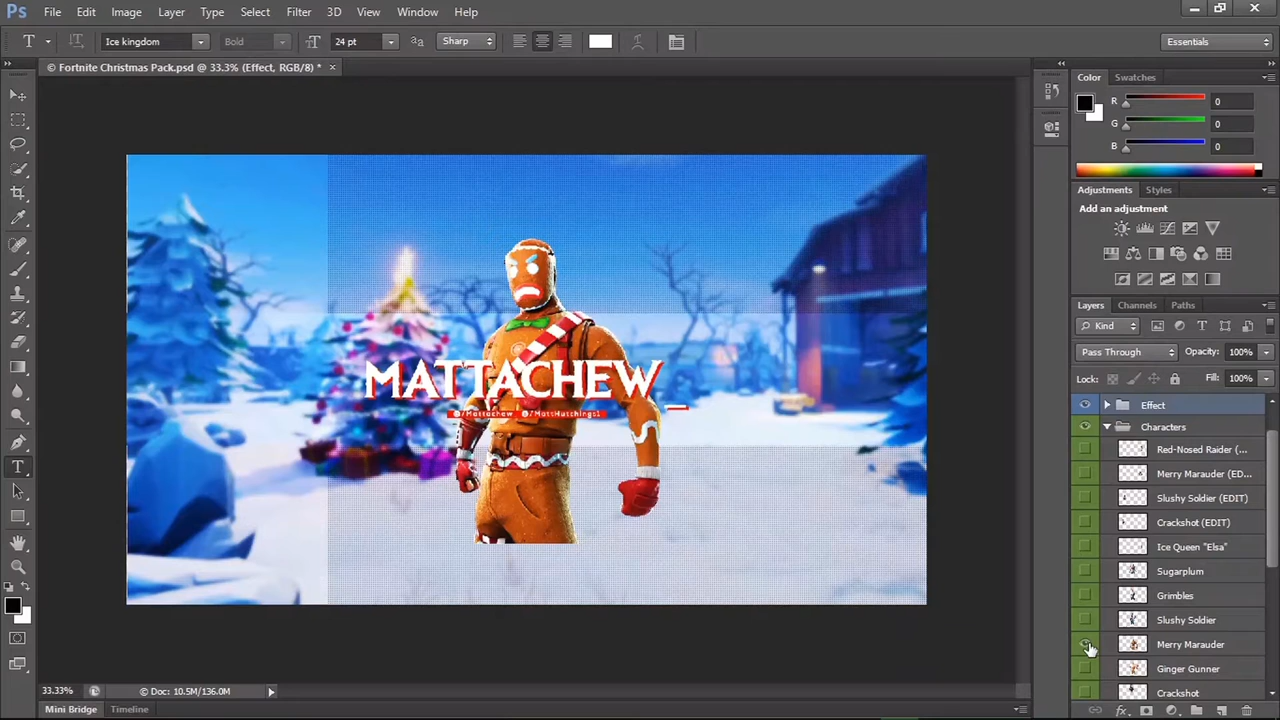 Ps File Edit Image Layer Type Select Filter 3D View Window Help
T Ice kingdom Bold 24 pt aa Sharp Essentials
© Fortnite Christmas Pack.psd @ 33.3% (Effect, RGB/8) * ×
Color Swatches
R 0
G 0
B 0
Adjustments Styles
Add an adjustment
Layers Channels Paths
Kind
Pass Through Opacity: 100%
Lock: Fill: 100%
Effect
Characters
Red-Nosed Raider (...
Merry Marauder (ED...
Slushy Soldier (EDIT)
Crackshot (EDIT)
Ice Queen "Elsa"
Sugarplum
Grimbles
Slushy Soldier
Merry Marauder
Ginger Gunner
Crackshot
MATTACHEW_
33.33% Doc: 10.5M/136.0M
Mini Bridge Timeline